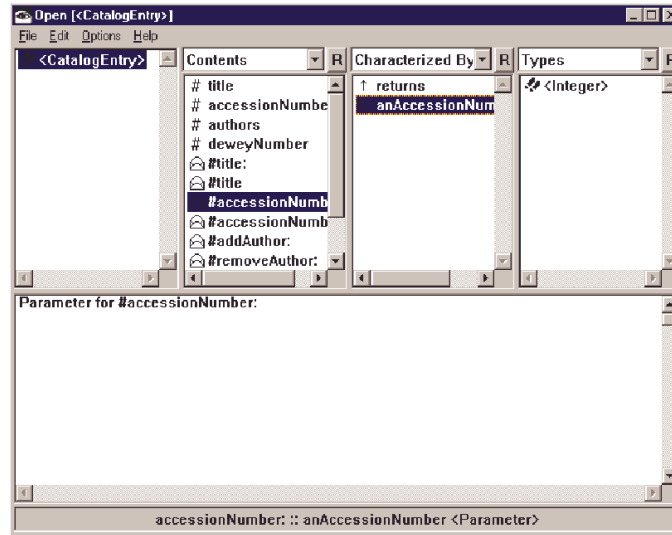 Open [<CatalogEntry>]
File Edit Options Help
<CatalogEntry>
Contents R
# title
# accessionNumbe
# authors
# deweyNumber
#title:
#title
#accessionNumb
#accessionNumb
#addAuthor:
#removeAuthor:
Characterized By R
↑ returns
anAccessionNum
Types R
<Integer>
Parameter for #accessionNumber:
accessionNumber: :: anAccessionNumber <Parameter>